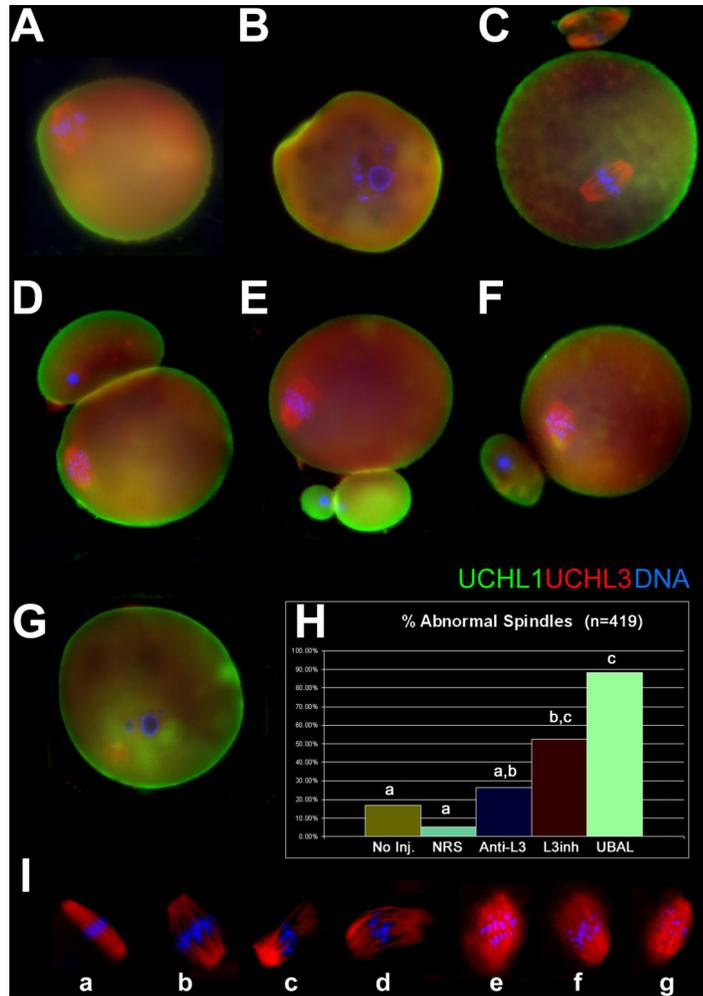 A B C
D E F
UCHL1UCHL3DNA
G H % Abnormal Spindles (n=419)
100.00%
90.00%
80.00%
70.00%
60.00%
50.00%
40.00%
30.00%
20.00%
10.00%
0.00%
a a a,b b,c c
No Inj. NRS Anti-L3 L3inh UBAL
I
a b c d e f g